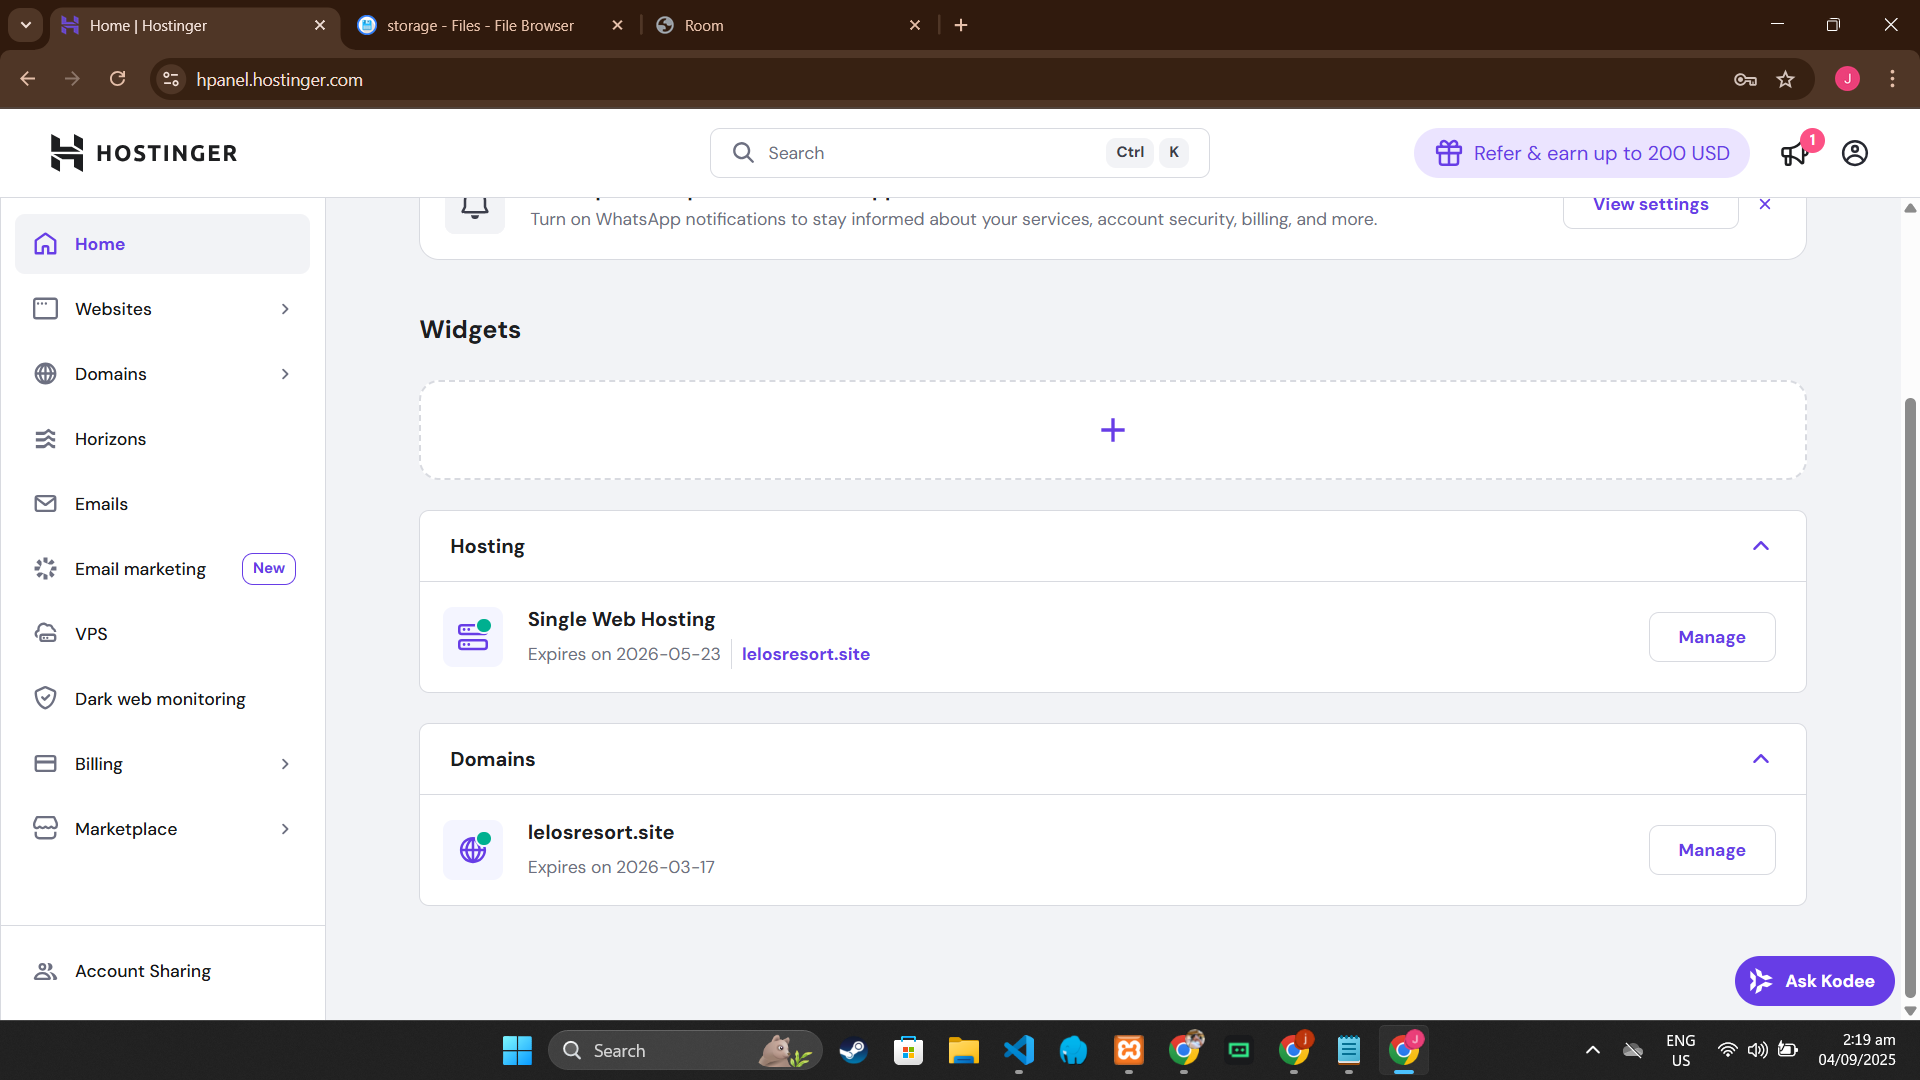 Home | Hostinger
storage - Files - File Browser
Room
hpanel.hostinger.com
J
HOSTINGER
Search
Ctrl
K
Refer & earn up to 200 USD
1
Turn on WhatsApp notifications to stay informed about your services, account security, billing, and more.
View settings
Home
Websites
Domains
Horizons
Emails
Email marketing
New
VPS
Dark web monitoring
Billing
Marketplace
Account Sharing
Widgets
Hosting
Single Web Hosting
Expires on 2026-05-23
lelosresort.site
Manage
Domains
lelosresort.site
Expires on 2026-03-17
Manage
Ask Kodee
Search
J
J
ENG
US
2:19 am
04/09/2025